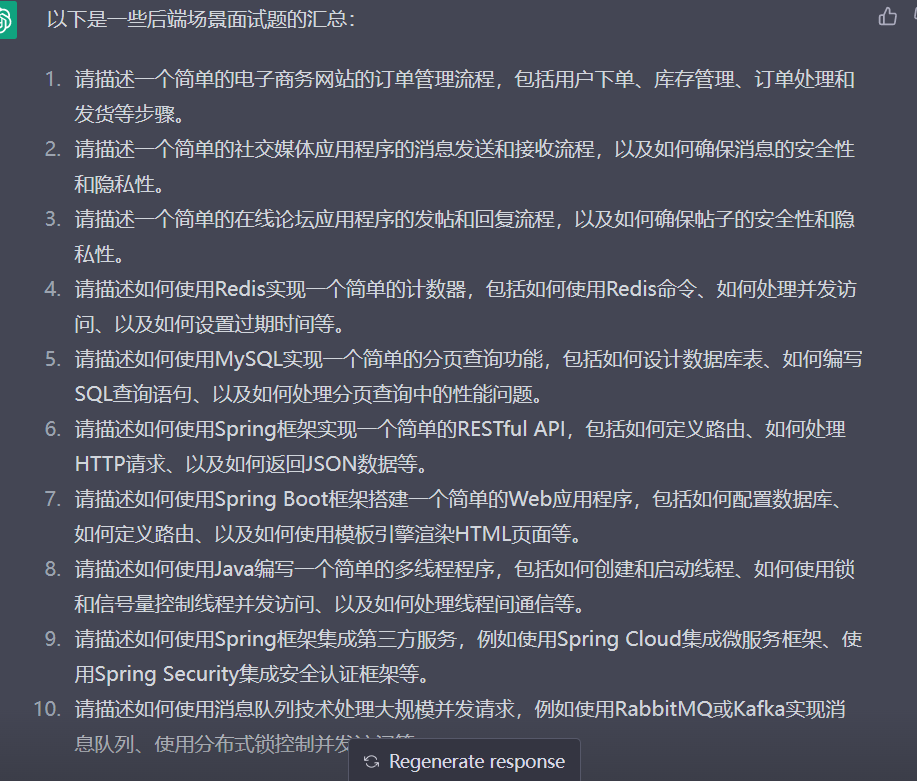 以下是一些后端场景面试题的汇总：
1. 请描述一个简单的电子商务网站的订单管理流程，包括用户下单、库存管理、订单处理和
发货等步骤。
2. 请描述一个简单的社交媒体应用程序的消息发送和接收流程，以及如何确保消息的安全性
和隐私性。
3. 请描述一个简单的在线论坛应用程序的发帖和回复流程，以及如何确保帖子的安全性和隐
私性。
4. 请描述如何使用Redis实现一个简单的计数器，包括如何使用Redis命令、如何处理并发访
问、以及如何设置过期时间等。
5. 请描述如何使用MySQL实现一个简单的分页查询功能，包括如何设计数据库表、如何编写
SQL查询语句、以及如何处理分页查询中的性能问题。
6. 请描述如何使用Spring框架实现一个简单的RESTful API，包括如何定义路由、如何处理
HTTP请求、以及如何返回JSON数据等。
7. 请描述如何使用Spring Boot框架搭建一个简单的Web应用程序，包括如何配置数据库、
如何定义路由、以及如何使用模板引擎渲染HTML页面等。
8. 请描述如何使用Java编写一个简单的多线程程序，包括如何创建和启动线程、如何使用锁
和信号量控制线程并发访问、以及如何处理线程间通信等。
9. 请描述如何使用Spring框架集成第三方服务，例如使用Spring Cloud集成微服务框架、使
用Spring Security集成安全认证框架等。
10. 请描述如何使用消息队列技术处理大规模并发请求，例如使用RabbitMQ或Kafka实现消
息队列、使用分布式锁控制并发
Regenerate response